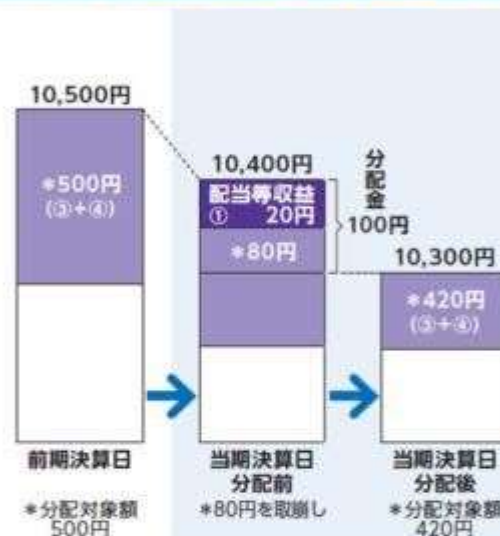 10,500円
*500円
(③+④)
前期決算日
*分配対象額
500円
10,400円
配当等収益
① 20円
*80円
分配金
100円
当期決算日
分配前
*80円を取崩し
10,300円
*420円
(③+④)
当期決算日
分配後
*分配対象額
420円